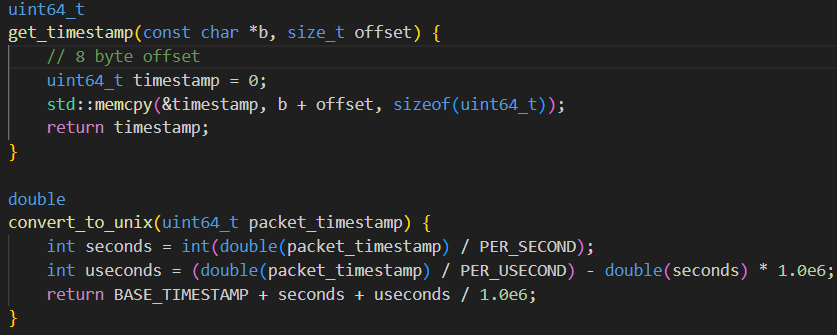 uint64_t
get_timestamp(const char *b, size_t offset) {
    // 8 byte offset
    uint64_t timestamp = 0;
    std::memcpy(&timestamp, b + offset, sizeof(uint64_t));
    return timestamp;
}

double
convert_to_unix(uint64_t packet_timestamp) {
    int seconds = int(double(packet_timestamp) / PER_SECOND);
    int useconds = (double(packet_timestamp) / PER_USECOND) - double(seconds) * 1.0e6;
    return BASE_TIMESTAMP + seconds + useconds / 1.0e6;
}